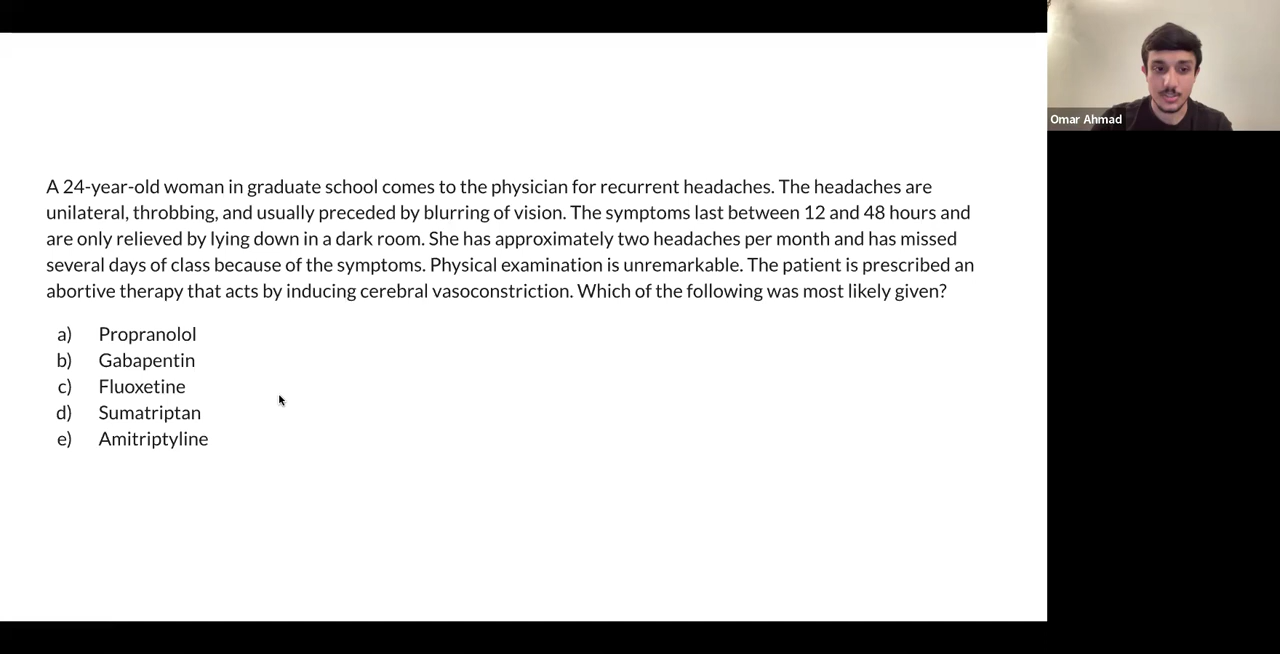 A 24-year-old woman in graduate school comes to the physician for recurrent headaches. The headaches are
unilateral, throbbing, and usually preceded by blurring of vision. The symptoms last between 12 and 48 hours and
are only relieved by lying down in a dark room. She has approximately two headaches per month and has missed
several days of class because of the symptoms. Physical examination is unremarkable. The patient is prescribed an
abortive therapy that acts by inducing cerebral vasoconstriction. Which of the following was most likely given?
a) Propranolol
b) Gabapentin
c) Fluoxetine
d) Sumatriptan
e) Amitriptyline
Omar Ahmad